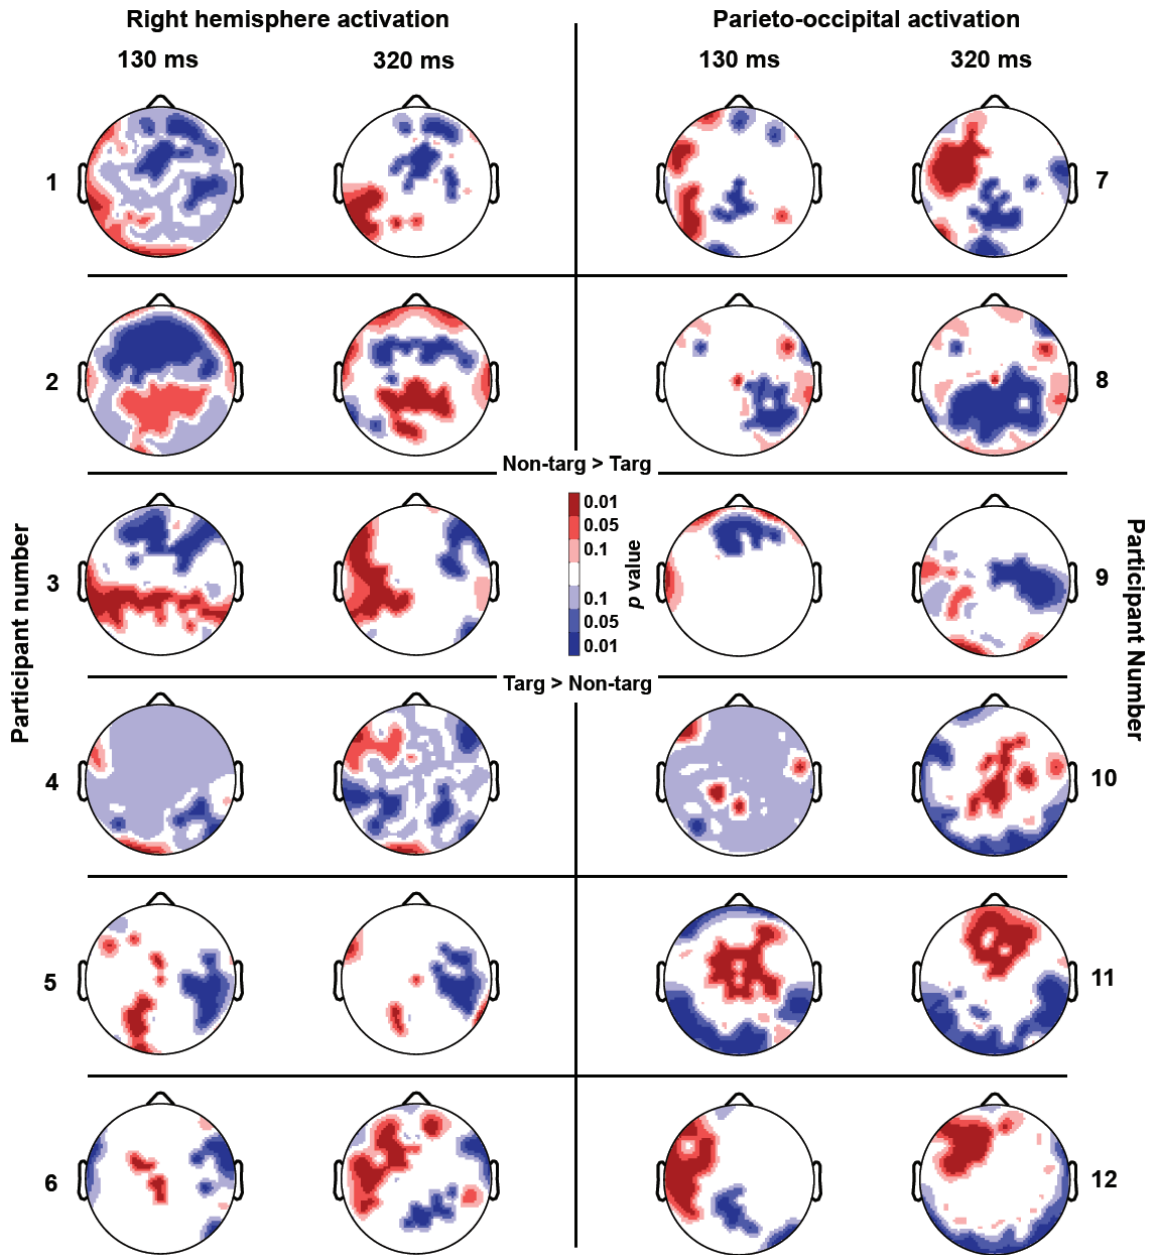 Right hemisphere activation
Parieto-occipital activation
130 ms
320 ms
130 ms
320 ms
1
7
2
8
Non-targ > Targ
0.01
0.05
0.1
0.1
0.05
0.01
p value
3
9
Participant number
Participant Number
Targ > Non-targ
4
10
5
11
6
12